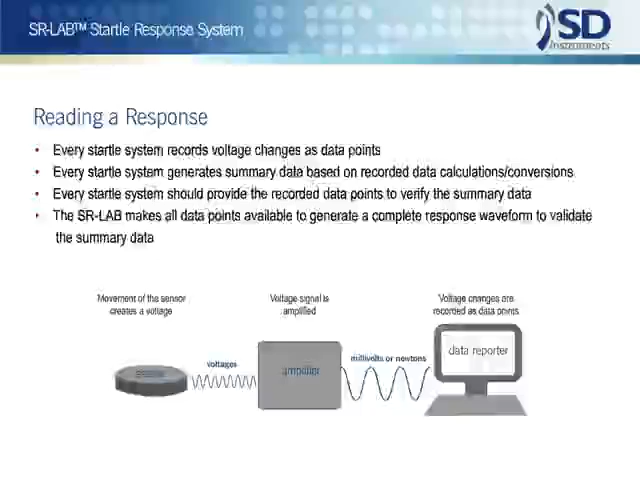 SR-LAB™ Startle Response System
SD
Instruments
Reading a Response
• Every startle system records voltage changes as data points
• Every startle system generates summary data based on recorded data calculations/conversions
• Every startle system should provide the recorded data points to verify the summary data
• The SR-LAB makes all data points available to generate a complete response waveform to validate
the summary data
Movement of the sensor
creates a voltage
Voltage signal is
amplified
Voltage changes are
recorded as data points
voltages
millivolts or newtons
data reporter
sensor
amplifier